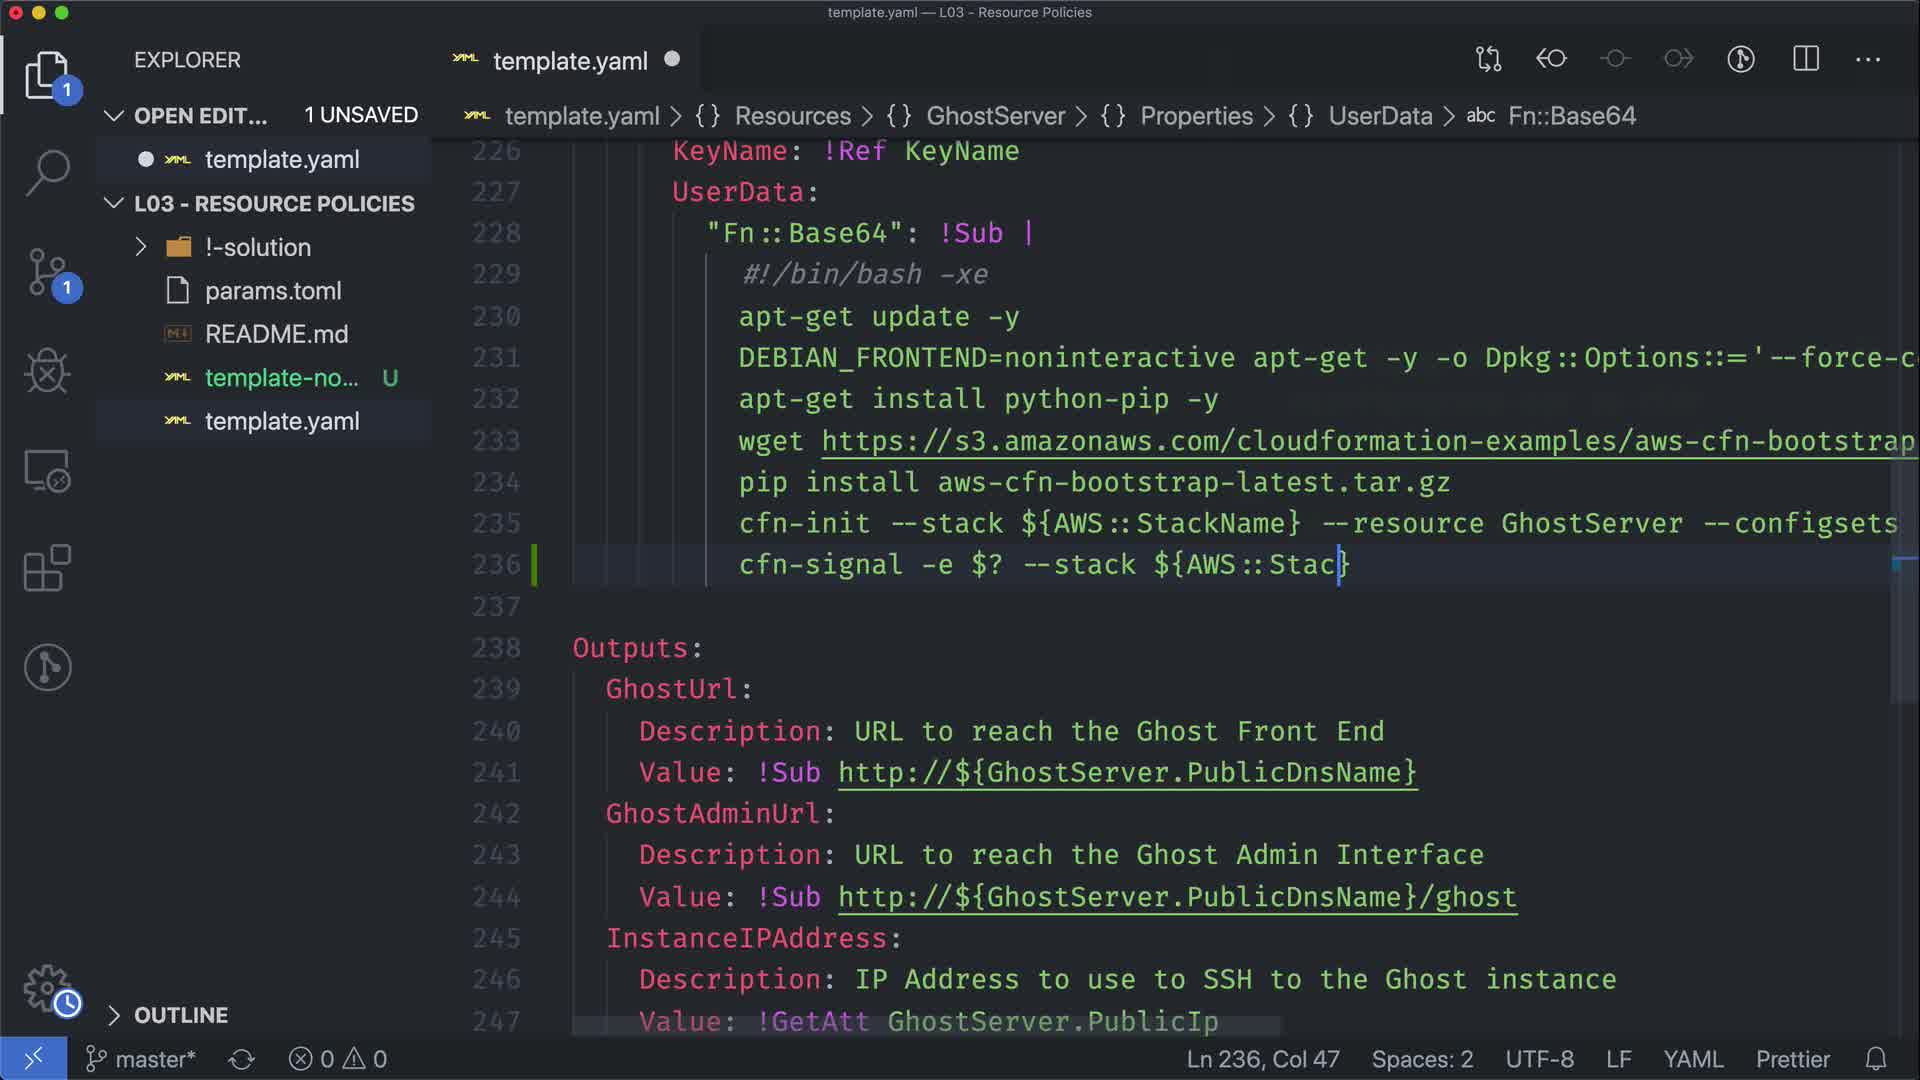 template.yaml — L03 - Resource Policies
EXPLORER
1
OPEN EDIT... 1 UNSAVED
YAML template.yaml
L03 - RESOURCE POLICIES
!-solution
params.toml
README.md
YAML template-no... U
YAML template.yaml
1
OUTLINE
YAML template.yaml
YAML template.yaml > {} Resources > {} GhostServer > {} Properties > {} UserData > abc Fn::Base64
226 KeyName: !Ref KeyName
227 UserData:
228 "Fn::Base64": !Sub |
229 #!/bin/bash -xe
230 apt-get update -y
231 DEBIAN_FRONTEND=noninteractive apt-get -y -o Dpkg::Options::='--force-c
232 apt-get install python-pip -y
233 wget https://s3.amazonaws.com/cloudformation-examples/aws-cfn-bootstrap
234 pip install aws-cfn-bootstrap-latest.tar.gz
235 cfn-init --stack ${AWS::StackName} --resource GhostServer --configsets
236 cfn-signal -e $? --stack ${AWS::Stac}
237
238 Outputs:
239 GhostUrl:
240 Description: URL to reach the Ghost Front End
241 Value: !Sub http://${GhostServer.PublicDnsName}
242 GhostAdminUrl:
243 Description: URL to reach the Ghost Admin Interface
244 Value: !Sub http://${GhostServer.PublicDnsName}/ghost
245 InstanceIPAddress:
246 Description: IP Address to use to SSH to the Ghost instance
247 Value: !GetAtt GhostServer.PublicIp
master* 0 0 Ln 236, Col 47 Spaces: 2 UTF-8 LF YAML Prettier